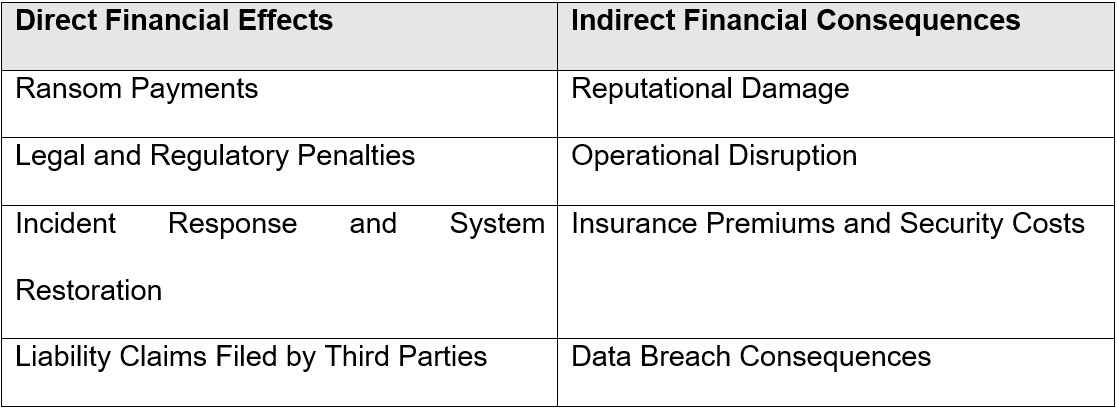 Direct Financial Effects
Indirect Financial Consequences
Ransom Payments
Reputational Damage
Legal and Regulatory Penalties
Operational Disruption
Incident Response and System
Restoration
Insurance Premiums and Security Costs
Liability Claims Filed by Third Parties
Data Breach Consequences